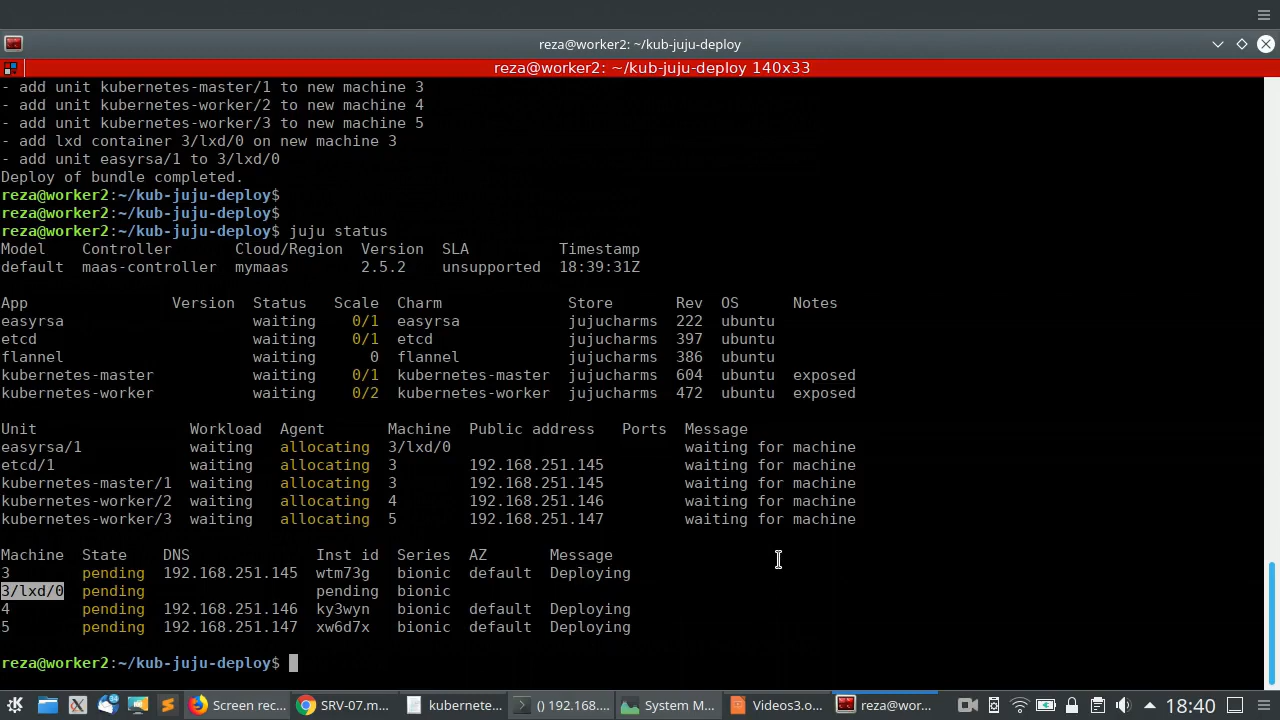 reza@worker2: ~/kub-juju-deploy
reza@worker2: ~/kub-juju-deploy 140x33
- add unit kubernetes-master/1 to new machine 3
- add unit kubernetes-worker/2 to new machine 4
- add unit kubernetes-worker/3 to new machine 5
- add lxd container 3/lxd/0 on new machine 3
- add unit easyrsa/1 to 3/lxd/0
Deploy of bundle completed.
reza@worker2:~/kub-juju-deploy$
reza@worker2:~/kub-juju-deploy$
reza@worker2:~/kub-juju-deploy$ juju status
Model    Controller       Cloud/Region  Version  SLA          Timestamp
default  maas-controller  mymaas        2.5.2    unsupported  18:39:31Z
App                Version  Status   Scale  Charm              Store       Rev  OS      Notes
easyrsa                     waiting    0/1  easyrsa            jujucharms  222  ubuntu
etcd                        waiting    0/1  etcd               jujucharms  397  ubuntu
flannel                     waiting      0  flannel            jujucharms  386  ubuntu
kubernetes-master           waiting    0/1  kubernetes-master  jujucharms  604  ubuntu  exposed
kubernetes-worker           waiting    0/2  kubernetes-worker  jujucharms  472  ubuntu  exposed
Unit                 Workload  Agent       Machine  Public address   Ports  Message
easyrsa/1            waiting   allocating  3/lxd/0                          waiting for machine
etcd/1               waiting   allocating  3        192.168.251.145         waiting for machine
kubernetes-master/1  waiting   allocating  3        192.168.251.145         waiting for machine
kubernetes-worker/2  waiting   allocating  4        192.168.251.146         waiting for machine
kubernetes-worker/3  waiting   allocating  5        192.168.251.147         waiting for machine
Machine  State    DNS              Inst id  Series  AZ       Message
3        pending  192.168.251.145  wtm73g   bionic  default  Deploying
3/lxd/0  pending                   pending  bionic
4        pending  192.168.251.146  ky3wyn   bionic  default  Deploying
5        pending  192.168.251.147  xw6d7x   bionic  default  Deploying
reza@worker2:~/kub-juju-deploy$
Screen rec... SRV-07.m... kubernete... () 192.168.... System M... Videos3.o... reza@wor... 18:40